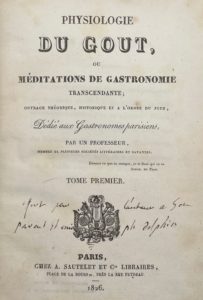 PHYSIOLOGIE
DU GOUT,
OU
MÉDITATIONS DE GASTRONOMIE
TRANSCENDANTE;
OUVRAGE THÉORIQUE, HISTORIQUE ET A L'ORDRE DU JOUR,
Dédié aux Gastronomes parisiens,
PAR UN PROFESSEUR,
MEMBRE DE PLUSIEURS SOCIÉTÉS LITTÉRAIRES ET SAVANTES.
TOME PREMIER.
parent et
PARIS,
CHEZ A. SAUTELET ET Cie LIBRAIRES,
PLACE DE LA BOURSE, PRÈS LA RUE FEYDEAU
1826.